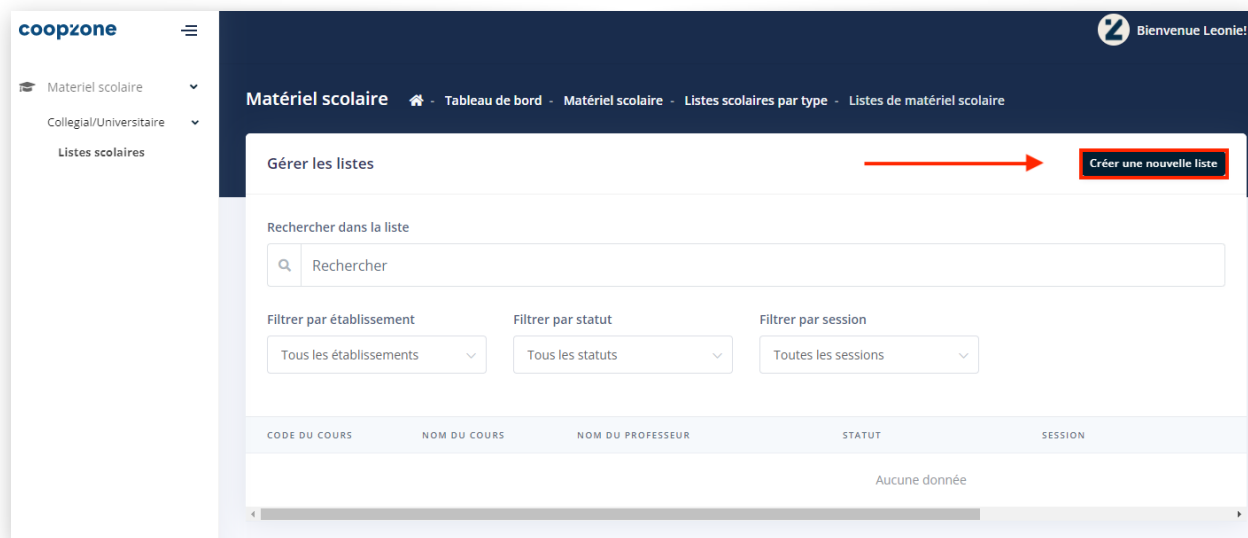 coopzone
Bienvenue Leonie!
Materiel scolaire
Collegial/Universitaire
Listes scolaires
Matériel scolaire - Tableau de bord - Matériel scolaire - Listes scolaires par type - Listes de matériel scolaire
Gérer les listes
Créer une nouvelle liste
Rechercher dans la liste
Rechercher
Filtrer par établissement Filtrer par statut Filtrer par session
Tous les établissements Tous les statuts Toutes les sessions
CODE DU COURS NOM DU COURS NOM DU PROFESSEUR STATUT SESSION
Aucune donnée